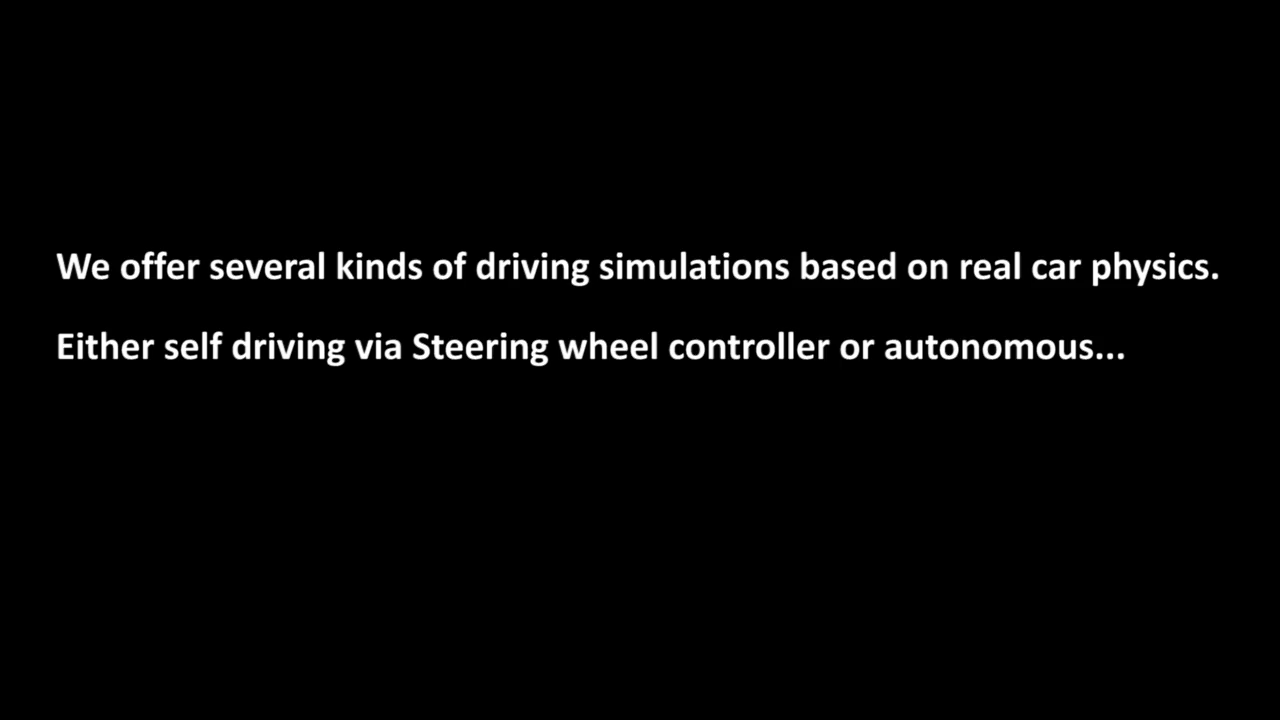 We offer several kinds of driving simulations based on real car physics.
Either self driving via Steering wheel controller or autonomous...